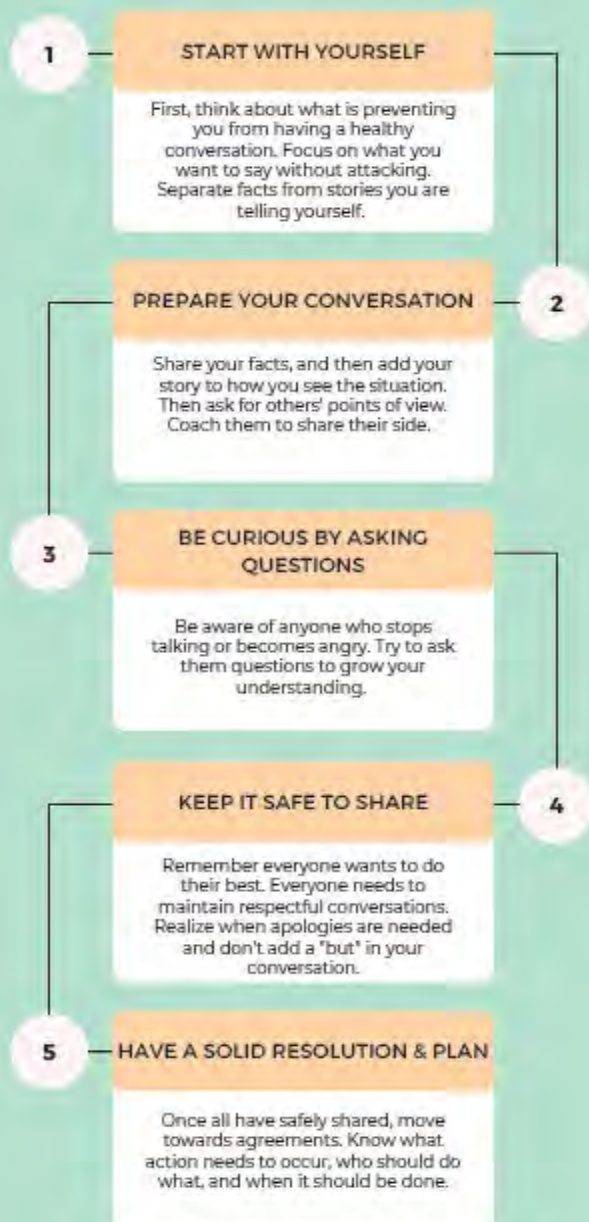 1
START WITH YOURSELF
First, think about what is preventing
you from having a healthy
conversation. Focus on what you
want to say without attacking.
Separate facts from stories you are
telling yourself.
PREPARE YOUR CONVERSATION
2
Share your facts, and then add your
story to how you see the situation.
Then ask for others' points of view.
Coach them to share their side.
3
BE CURIOUS BY ASKING
QUESTIONS
Be aware of anyone who stops
talking or becomes angry. Try to ask
them questions to grow your
understanding.
KEEP IT SAFE TO SHARE
4
Remember everyone wants to do
their best. Everyone needs to
maintain respectful conversations.
Realize when apologies are needed
and don't add a "but" in your
conversation.
5
HAVE A SOLID RESOLUTION & PLAN
Once all have safely shared, move
towards agreements. Know what
action needs to occur, who should do
what, and when it should be done.